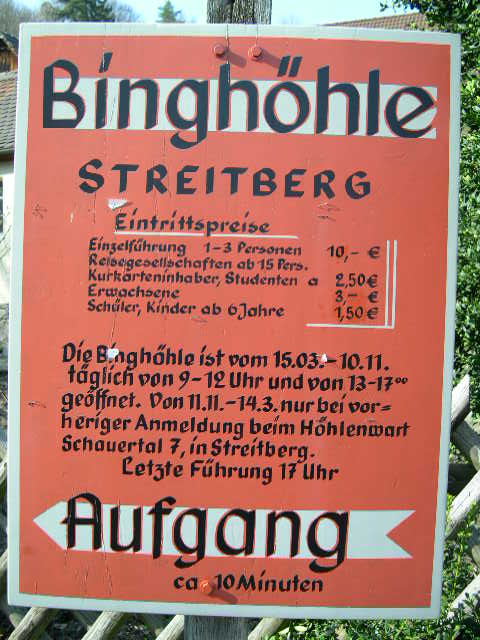 Binghöhle
STREITBERG
Eintrittspreise
Einzelführung 1-3 Personen 10,- €
Reisegesellschaften ab 15 Pers.
Kurkarteninhaber, Studenten a 2,50 €
Erwachsene 3,- €
Schüler, Kinder ab 6 Jahre 1,50 €
Die Binghöhle ist vom 15.03.-10.11.
täglich von 9-12 Uhr und von 13-17⁰⁰
geöffnet. Von 11.11.-14.3. nur bei vor=
heriger Anmeldung beim Höhlenwart
Schauertal 7, in Streitberg.
Letzte Führung 17 Uhr
Aufgang
ca 10 Minuten